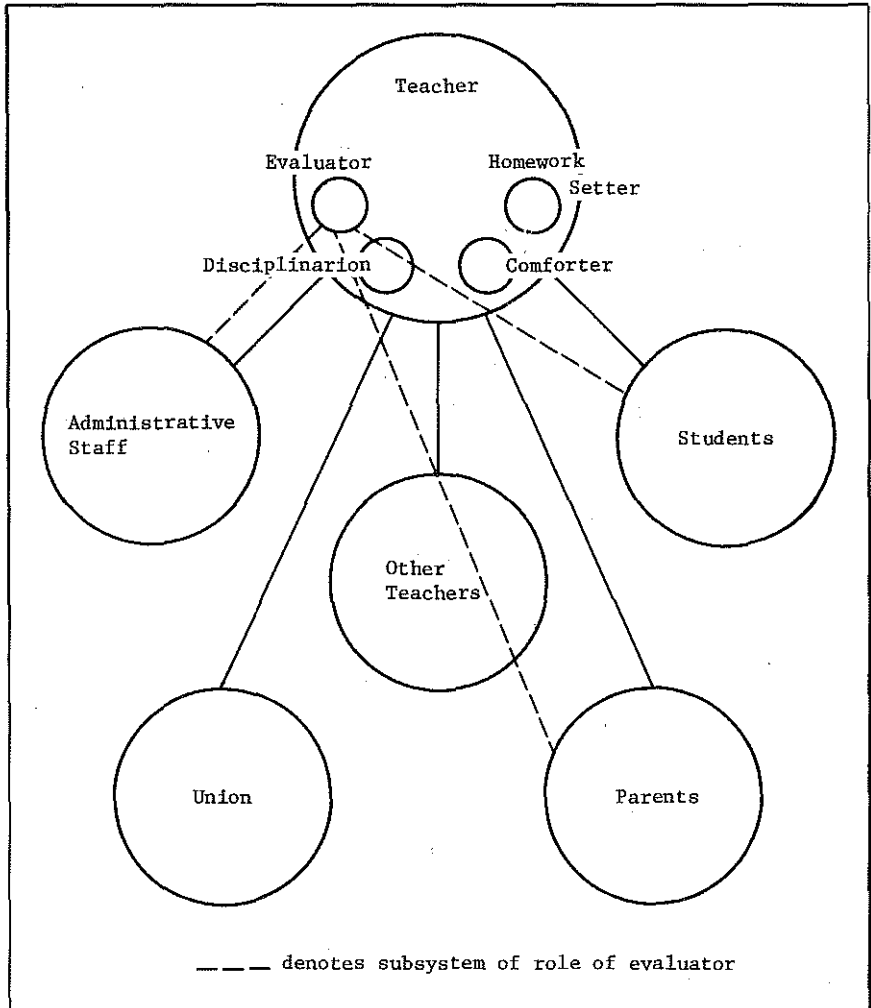 Teacher
Evaluator
Homework
Setter
Disciplinarion
Comforter
Administrative
Staff
Students
Other
Teachers
Union
Parents
--- denotes subsystem of role of evaluator